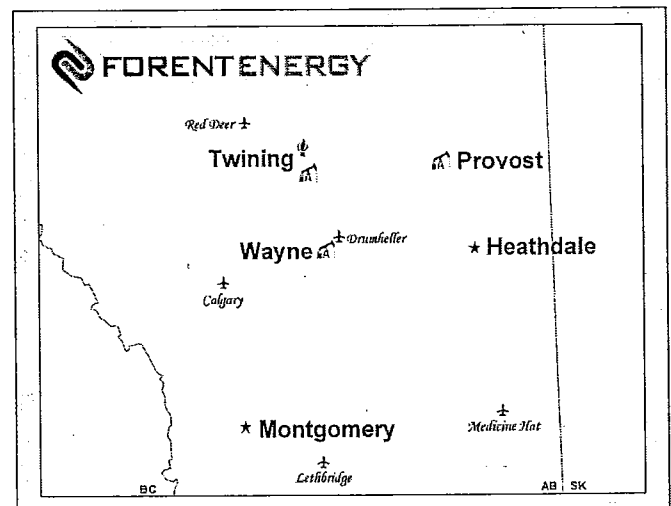 FORENTENERGY
Red Deer
Twining
Provost
Wayne
Drumheller
Heathdale
Calgary
Montgomery
Medicine Hat
Lethbridge
BC
AB
SK